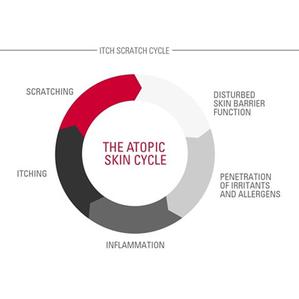 ITCH SCRATCH CYCLE
SCRATCHING
DISTURBED
SKIN BARRIER
FUNCTION
THE ATOPIC
SKIN CYCLE
ITCHING
PENETRATION
OF IRRITANTS
AND ALLERGENS
INFLAMMATION